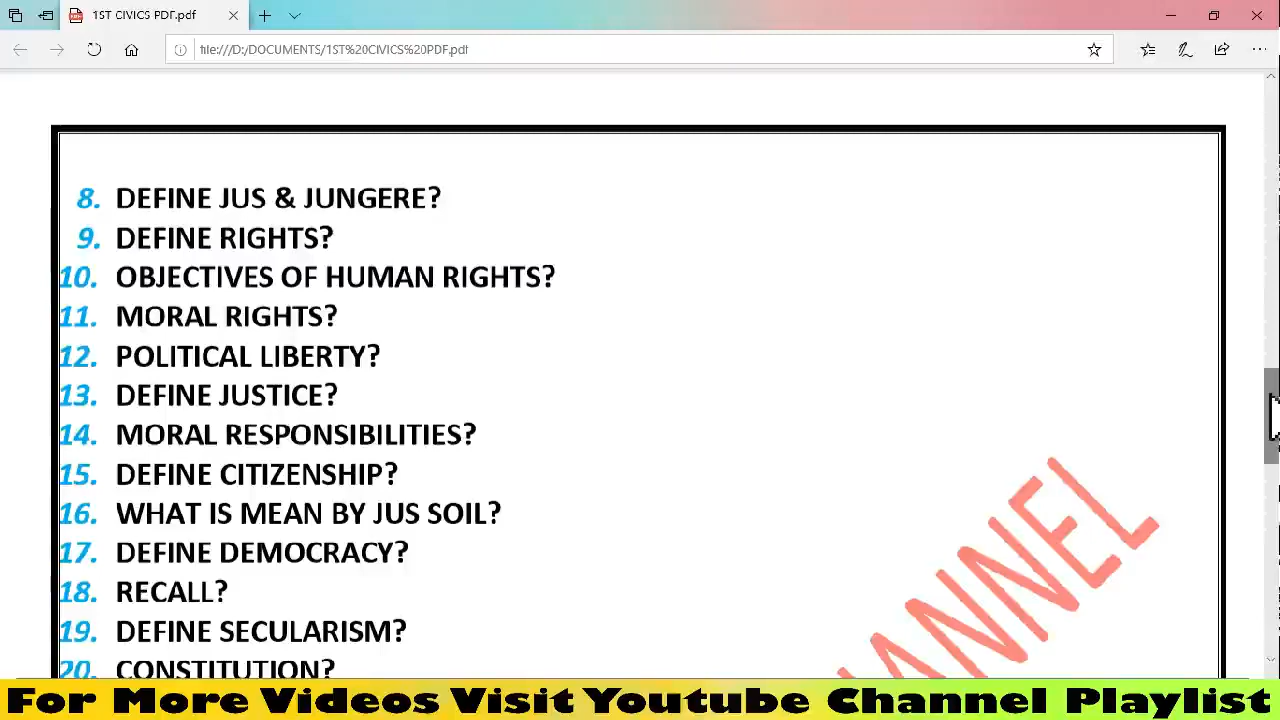 1ST CIVICS PDF.pdf
file:///D:/DOCUMENTS/1ST%20CIVICS%20PDF.pdf
8. DEFINE JUS & JUNGERE?
9. DEFINE RIGHTS?
10. OBJECTIVES OF HUMAN RIGHTS?
11. MORAL RIGHTS?
12. POLITICAL LIBERTY?
13. DEFINE JUSTICE?
14. MORAL RESPONSIBILITIES?
15. DEFINE CITIZENSHIP?
16. WHAT IS MEAN BY JUS SOIL?
17. DEFINE DEMOCRACY?
18. RECALL?
19. DEFINE SECULARISM?
20. CONSTITUTION?
ANNEL
For More Videos Visit Youtube Channel Playlist